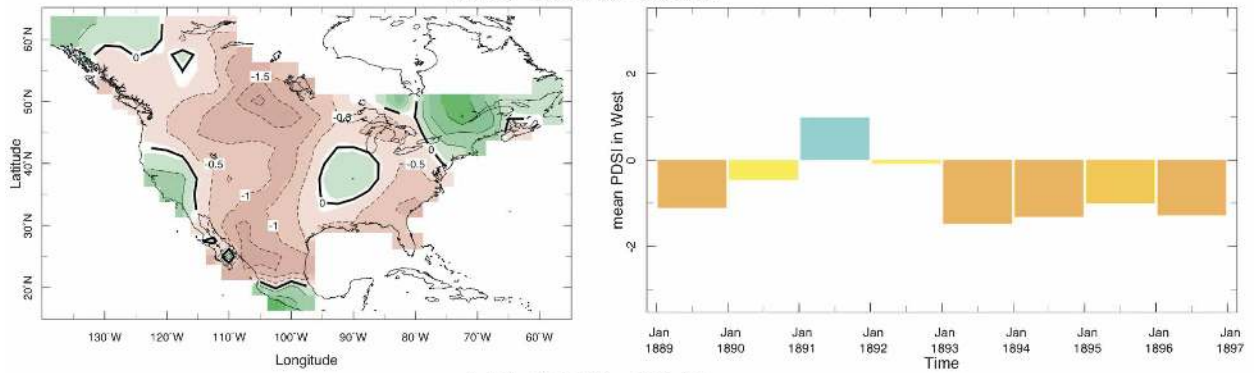 60°N
50°N
40°N
30°N
20°N
Latitude
0
-1.5
-0.5
0
-0.5
-0.5
-1
0
-1
130°W
120°W
110°W
100°W
90°W
80°W
70°W
60°W
Longitude
mean PDSI in West
2
0
-2
Jan Jan Jan Jan Jan Jan Jan Jan Jan
1889 1890 1891 1892 1893 1894 1895 1896 1897
Time